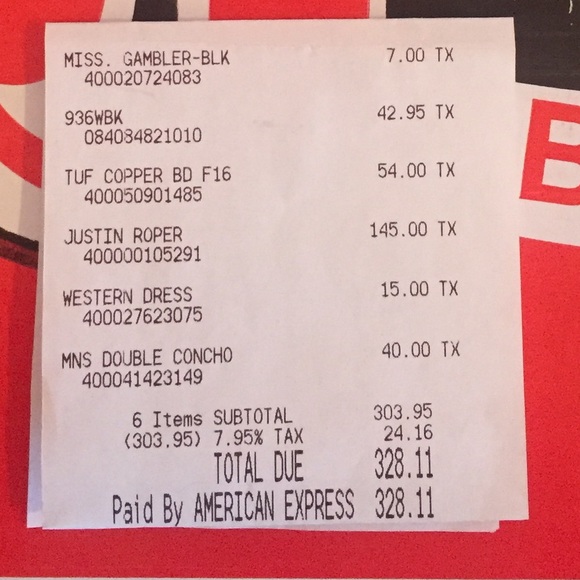 MISS. GAMBLER-BLK 7.00 TX
400020724083
936WBK 42.95 TX
084084821010
TUF COPPER BD F16 54.00 TX
400050901485
JUSTIN ROPER 145.00 TX
400000105291
WESTERN DRESS 15.00 TX
400027623075
MNS DOUBLE CONCHO 40.00 TX
400041423149
6 Items SUBTOTAL 303.95
(303.95) 7.95% TAX 24.16
TOTAL DUE 328.11
Paid By AMERICAN EXPRESS 328.11
B